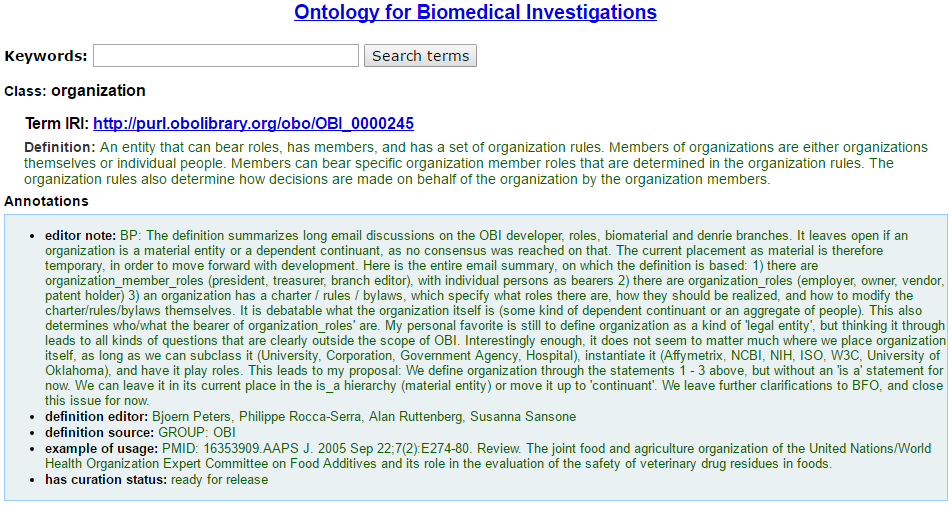 Ontology for Biomedical Investigations
Keywords: Search terms
Class: organization
Term IRI: http://purl.obolibrary.org/obo/OBI_0000245
Definition: An entity that can bear roles, has members, and has a set of organization rules. Members of organizations are either organizations
themselves or individual people. Members can bear specific organization member roles that are determined in the organization rules. The
organization rules also determine how decisions are made on behalf of the organization by the organization members.
Annotations
• editor note: BP: The definition summarizes long email discussions on the OBI developer, roles, biomaterial and denrie branches. It leaves open if an
organization is a material entity or a dependent continuant, as no consensus was reached on that. The current placement as material is therefore
temporary, in order to move forward with development. Here is the entire email summary, on which the definition is based: 1) there are
organization_member_roles (president, treasurer, branch editor), with individual persons as bearers 2) there are organization_roles (employer, owner, vendor,
patent holder) 3) an organization has a charter / rules / bylaws, which specify what roles there are, how they should be realized, and how to modify the
charter/rules/bylaws themselves. It is debatable what the organization itself is (some kind of dependent continuant or an aggregate of people). This also
determines who/what the bearer of organization_roles' are. My personal favorite is still to define organization as a kind of 'legal entity', but thinking it through
leads to all kinds of questions that are clearly outside the scope of OBI. Interestingly enough, it does not seem to matter much where we place organization
itself, as long as we can subclass it (University, Corporation, Government Agency, Hospital), instantiate it (Affymetrix, NCBI, NIH, ISO, W3C, University of
Oklahoma), and have it play roles. This leads to my proposal: We define organization through the statements 1 - 3 above, but without an 'is a' statement for
now. We can leave it in its current place in the is_a hierarchy (material entity) or move it up to 'continuant'. We leave further clarifications to BFO, and close
this issue for now.
• definition editor: Bjoern Peters, Philippe Rocca-Serra, Alan Ruttenberg, Susanna Sansone
• definition source: GROUP: OBI
• example of usage: PMID: 16353909.AAPS J. 2005 Sep 22;7(2):E274-80. Review. The joint food and agriculture organization of the United Nations/World
Health Organization Expert Committee on Food Additives and its role in the evaluation of the safety of veterinary drug residues in foods.
• has curation status: ready for release